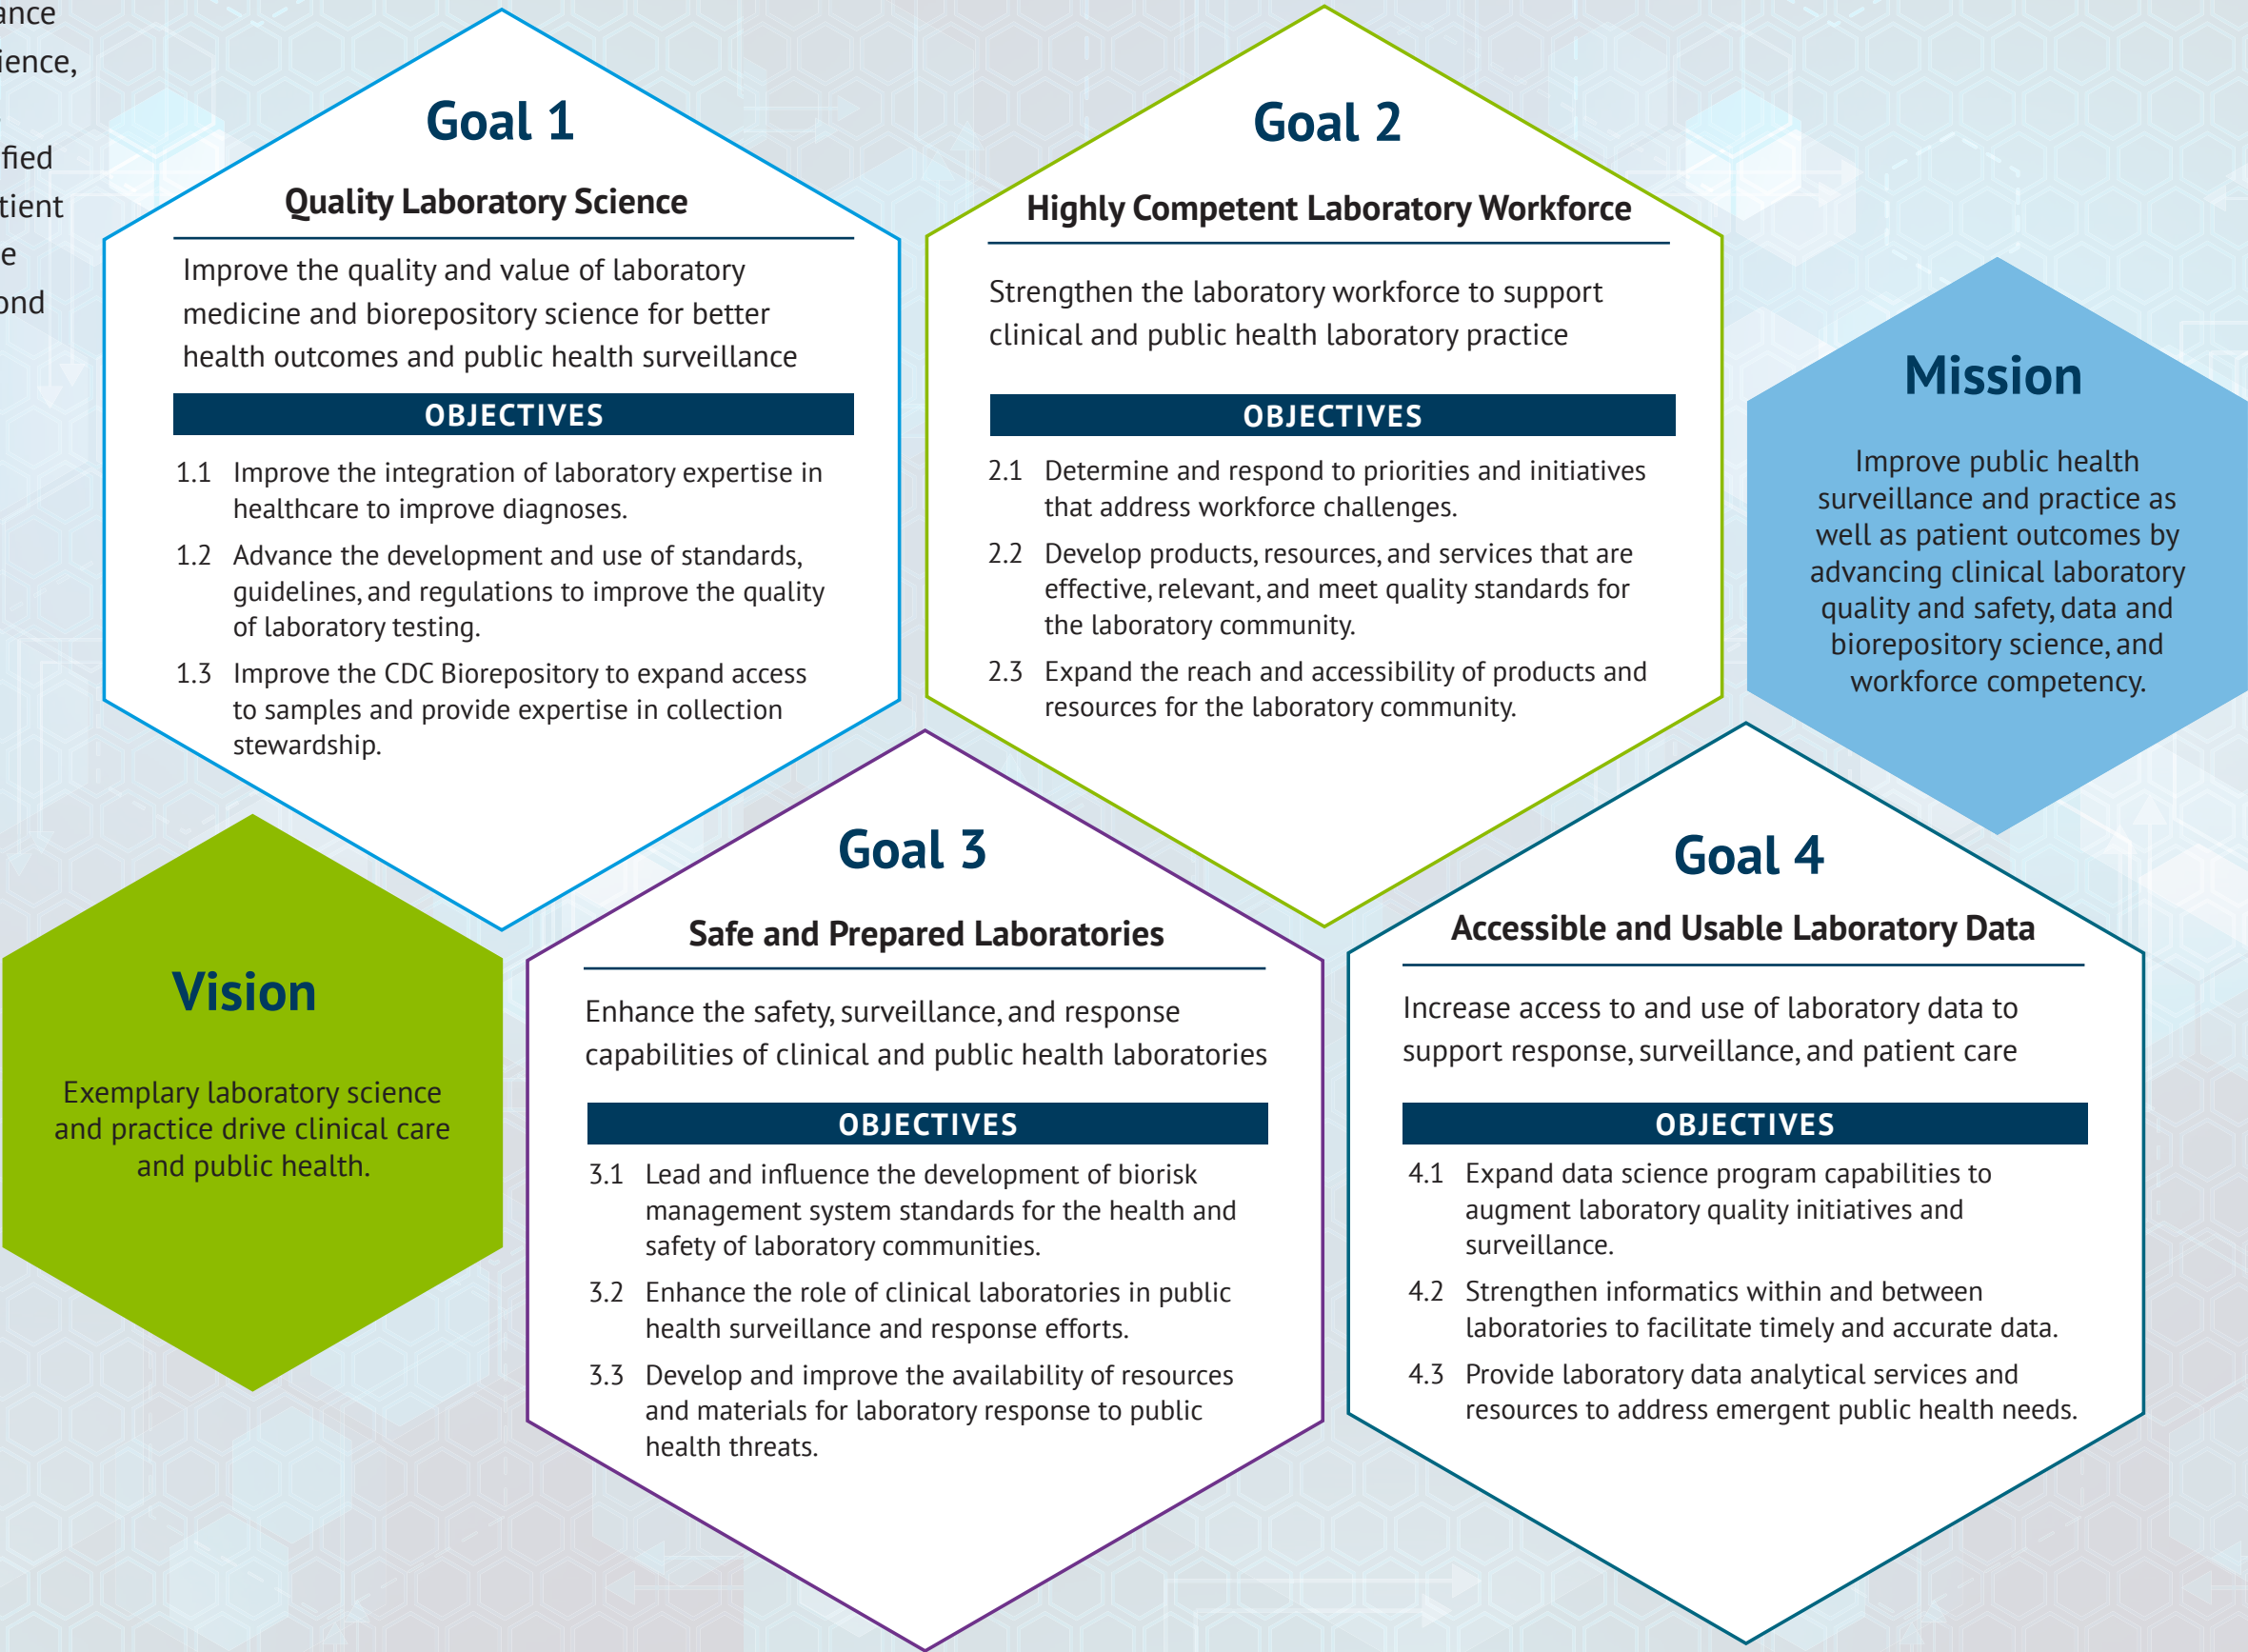 ance
ience,
fied
tient
e
ond
Goal 1
Quality Laboratory Science
Improve the quality and value of laboratory
medicine and biorepository science for better
health outcomes and public health surveillance
OBJECTIVES
1.1 Improve the integration of laboratory expertise in
healthcare to improve diagnoses.
1.2 Advance the development and use of standards,
guidelines, and regulations to improve the quality
of laboratory testing.
1.3 Improve the CDC Biorepository to expand access
to samples and provide expertise in collection
stewardship.
Goal 2
Highly Competent Laboratory Workforce
Strengthen the laboratory workforce to support
clinical and public health laboratory practice
OBJECTIVES
2.1 Determine and respond to priorities and initiatives
that address workforce challenges.
2.2 Develop products, resources, and services that are
effective, relevant, and meet quality standards for
the laboratory community.
2.3 Expand the reach and accessibility of products and
resources for the laboratory community.
Mission
Improve public health
surveillance and practice as
well as patient outcomes by
advancing clinical laboratory
quality and safety, data and
biorepository science, and
workforce competency.
Vision
Exemplary laboratory science
and practice drive clinical care
and public health.
Goal 3
Safe and Prepared Laboratories
Enhance the safety, surveillance, and response
capabilities of clinical and public health laboratories
OBJECTIVES
3.1 Lead and influence the development of biorisk
management system standards for the health and
safety of laboratory communities.
3.2 Enhance the role of clinical laboratories in public
health surveillance and response efforts.
3.3 Develop and improve the availability of resources
and materials for laboratory response to public
health threats.
Goal 4
Accessible and Usable Laboratory Data
Increase access to and use of laboratory data to
support response, surveillance, and patient care
OBJECTIVES
4.1 Expand data science program capabilities to
augment laboratory quality initiatives and
surveillance.
4.2 Strengthen informatics within and between
laboratories to facilitate timely and accurate data.
4.3 Provide laboratory data analytical services and
resources to address emergent public health needs.